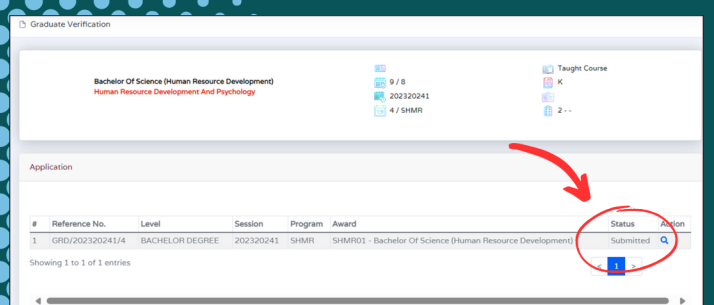 Graduate Verification
Bachelor Of Science (Human Resource Development)
Human Resource Development And Psychology
9 / 8
202320241
4 / SHMR
Taught Course
K
2 - -
Application
# Reference No. Level Session Program Award Status Action
1 GRD/202320241/4 BACHELOR DEGREE 202320241 SHMR SHMR01 - Bachelor Of Science (Human Resource Development) Submitted
Showing 1 to 1 of 1 entries
< 1 >